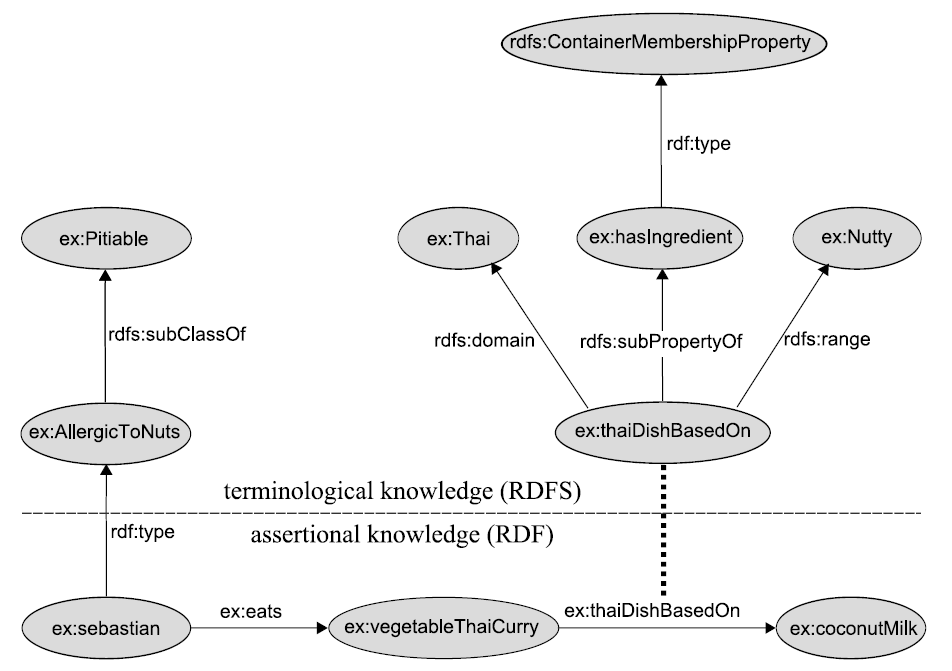 rdfs:ContainerMembershipProperty
rdf:type
ex:Pitiable
ex:Thai
ex:hasIngredient
ex:Nutty
rdfs:subClassOf
rdfs:domain
rdfs:subPropertyOf
rdfs:range
ex:AllergicToNuts
ex:thaiDishBasedOn
terminological knowledge (RDFS)
rdf:type
assertional knowledge (RDF)
ex:sebastian
ex:eats
ex:vegetableThaiCurry
ex:thaiDishBasedOn
ex:coconutMilk